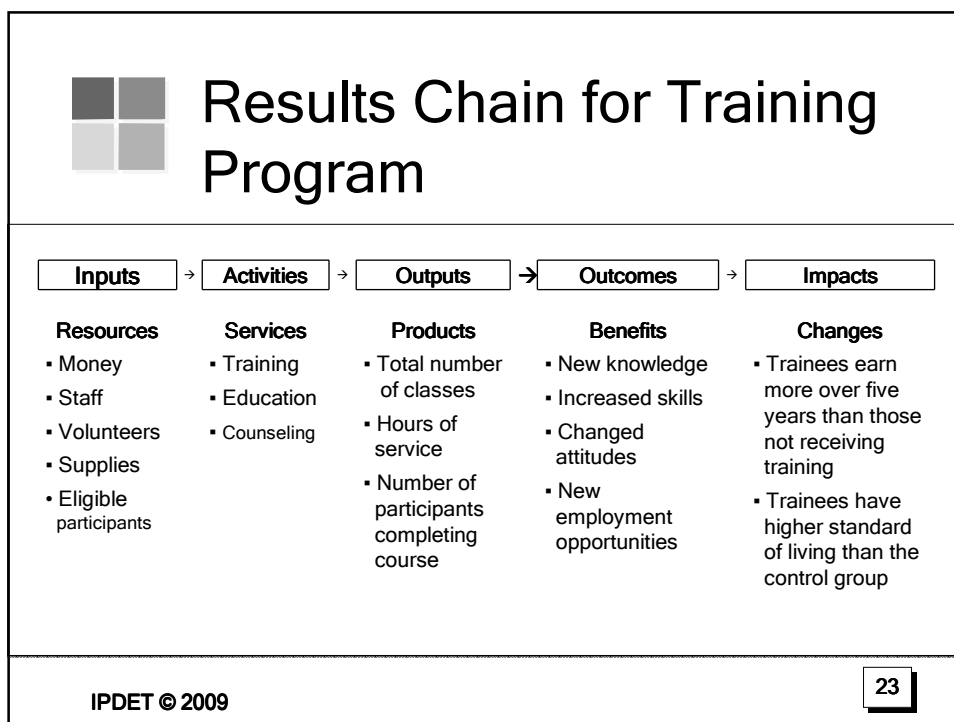 Results Chain for Training
Program
Inputs → Activities → Outputs → Outcomes → Impacts
Resources
▪ Money
▪ Staff
▪ Volunteers
▪ Supplies
• Eligible
participants
Services
▪ Training
▪ Education
▪ Counseling
Products
▪ Total number
of classes
▪ Hours of
service
▪ Number of
participants
completing
course
Benefits
▪ New knowledge
▪ Increased skills
▪ Changed
attitudes
▪ New
employment
opportunities
Changes
▪ Trainees earn
more over five
years than those
not receiving
training
▪ Trainees have
higher standard
of living than the
control group
IPDET © 2009
23